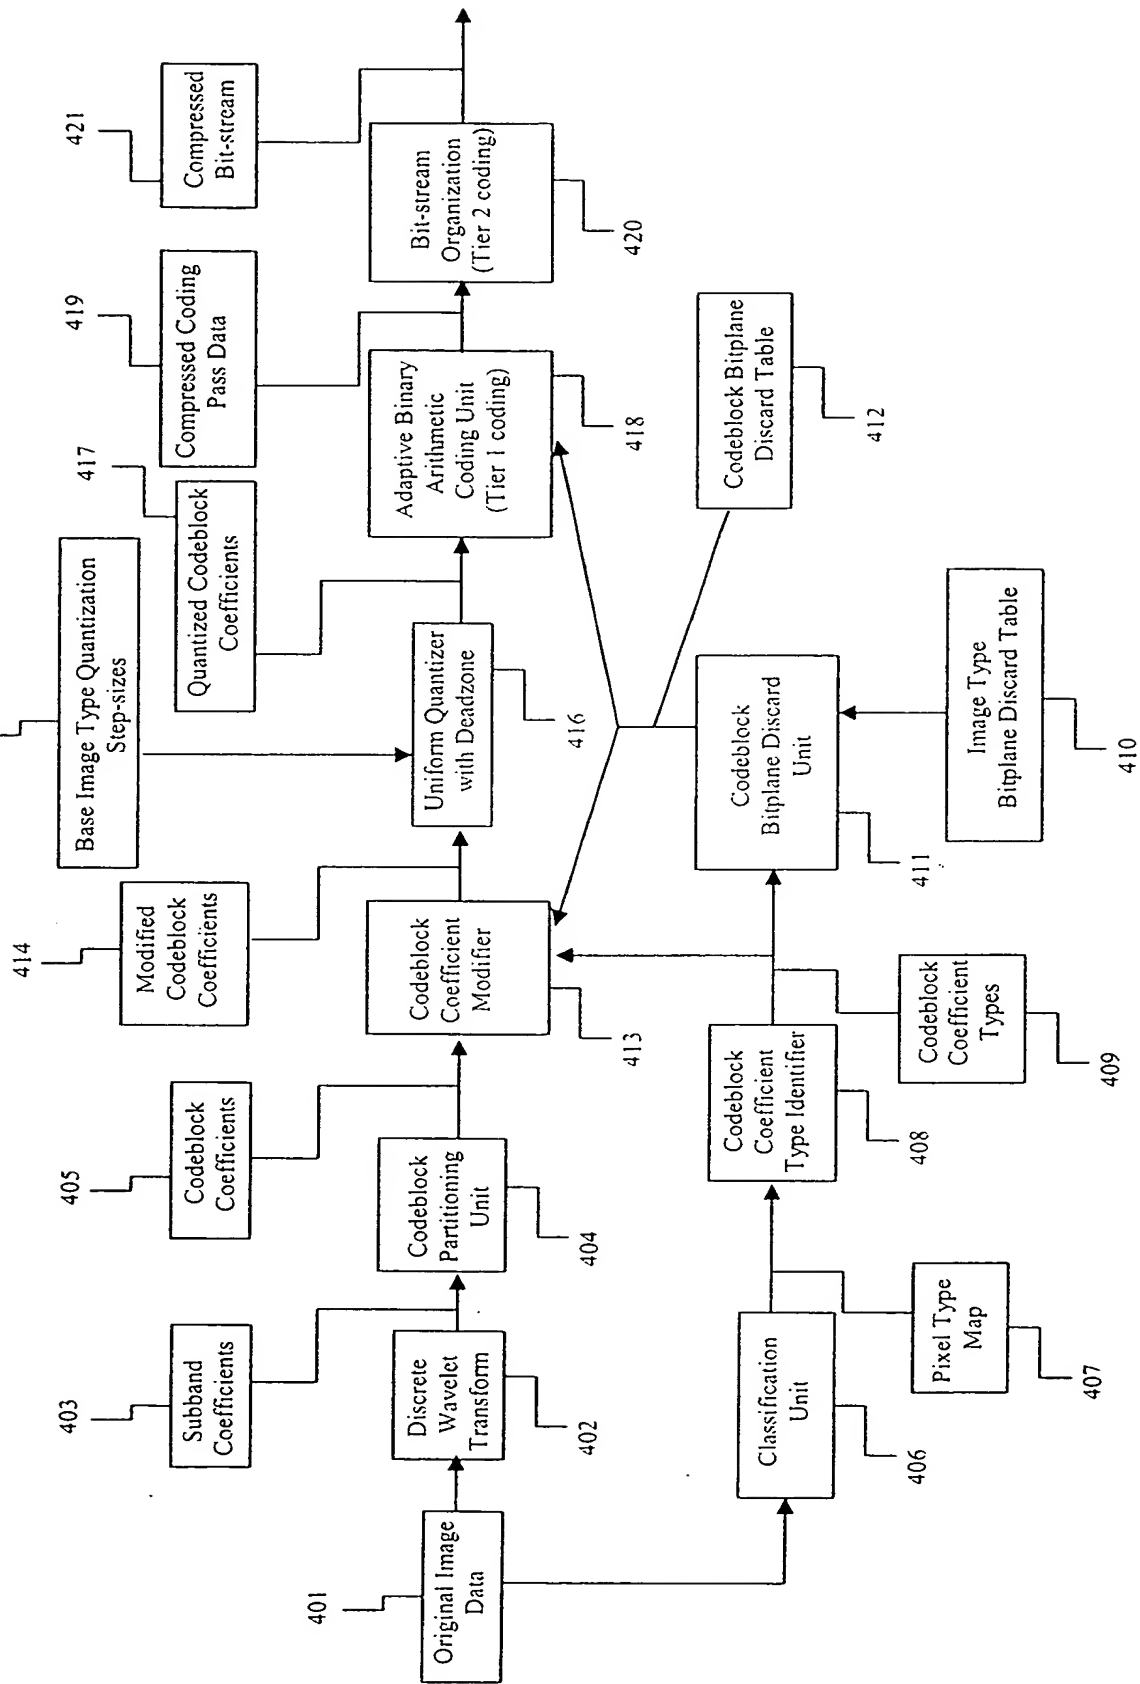 401
Original Image
Data
403
Subband
Coefficients
Discrete
Wavelet
Transform
402
405
Codeblock
Coefficients
Codeblock
Partitioning
Unit
404
414
Modified
Codeblock
Coefficients
Codeblock
Coefficient
Modifier
413
Base Image Type Quantization
Step-sizes
Uniform Quantizer
with Deadzone
416
417
Quantized Codeblock
Coefficients
Adaptive Binary
Arithmetic
Coding Unit
(Tier 1 coding)
418
419
Compressed Coding
Pass Data
Bit-stream
Organization
(Tier 2 coding)
420
421
Compressed
Bit-stream
Classification
Unit
406
Pixel Type
Map
407
Codeblock
Coefficient
Type Identifier
408
Codeblock
Coefficient
Types
409
Codeblock
Bitplane Discard
Unit
411
Image Type
Bitplane Discard Table
410
Codeblock Bitplane
Discard Table
412